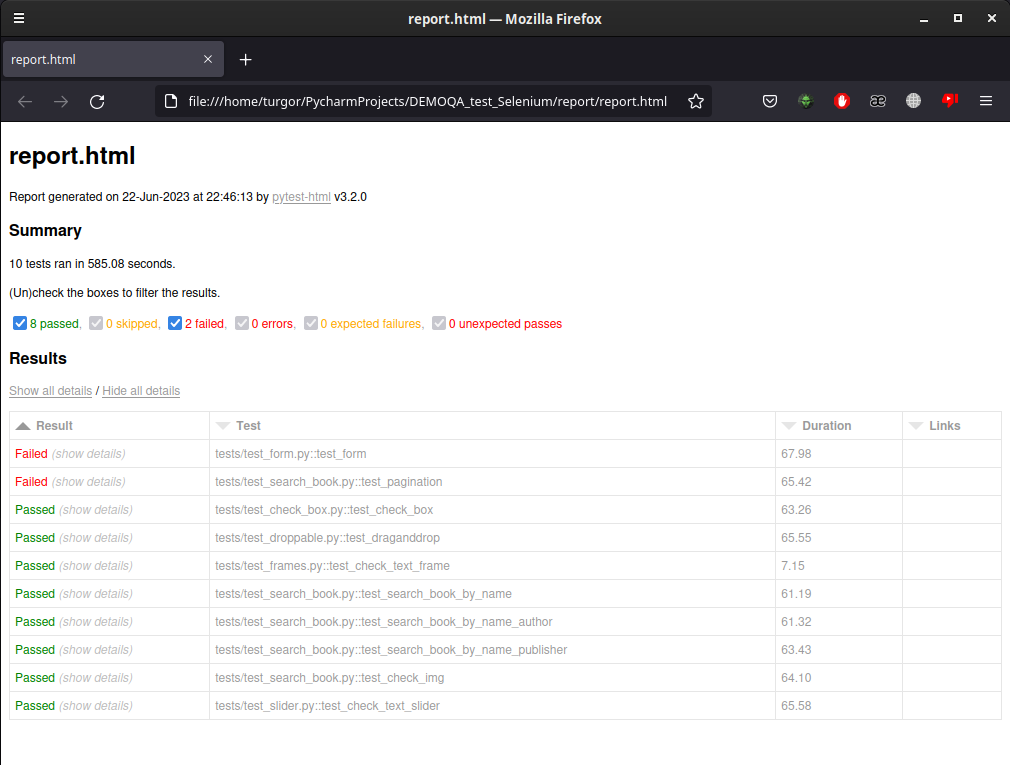 report.html — Mozilla Firefox
report.html
file:///home/turgor/PycharmProjects/DEMOQA_test_Selenium/report/report.html
report.html
Report generated on 22-Jun-2023 at 22:46:13 by pytest-html v3.2.0
Summary
10 tests ran in 585.08 seconds.
(Un)check the boxes to filter the results.
8 passed, 0 skipped, 2 failed, 0 errors, 0 expected failures, 0 unexpected passes
Results
Show all details / Hide all details
Result Test Duration Links
Failed (show details) tests/test_form.py::test_form 67.98
Failed (show details) tests/test_search_book.py::test_pagination 65.42
Passed (show details) tests/test_check_box.py::test_check_box 63.26
Passed (show details) tests/test_droppable.py::test_draganddrop 65.55
Passed (show details) tests/test_frames.py::test_check_text_frame 7.15
Passed (show details) tests/test_search_book.py::test_search_book_by_name 61.19
Passed (show details) tests/test_search_book.py::test_search_book_by_name_author 61.32
Passed (show details) tests/test_search_book.py::test_search_book_by_name_publisher 63.43
Passed (show details) tests/test_search_book.py::test_check_img 64.10
Passed (show details) tests/test_slider.py::test_check_text_slider 65.58